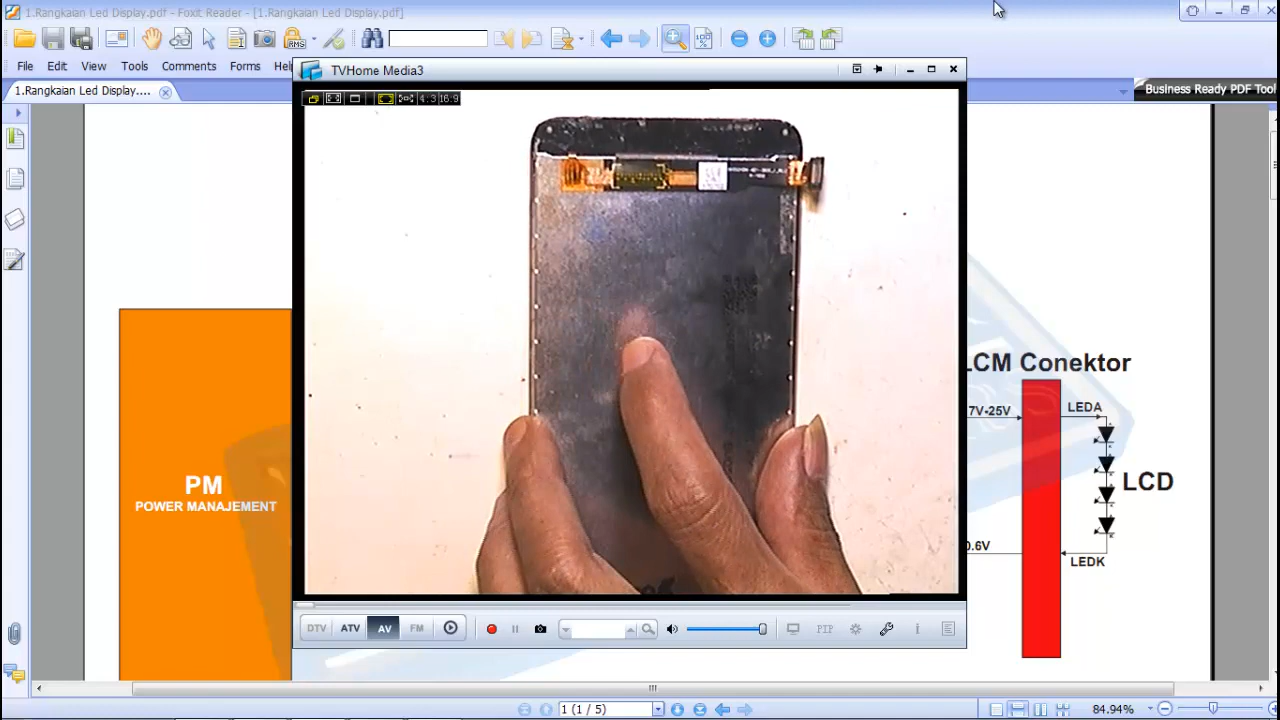 1.Rangkaian Led Display.pdf - Foxit Reader - [1.Rangkaian Led Display.pdf]
RMS
File Edit View Tools Comments Forms Hel
1.Rangkaian Led Display....
Business Ready PDF Tool
TVHome Media3
4:3 16:9
LCM Conektor
7V-25V
LEDA
PM
POWER MANAJEMENT
LCD
0.6V
LEDK
DTV ATV AV FM
PIP
1 (1 / 5)
84.94%